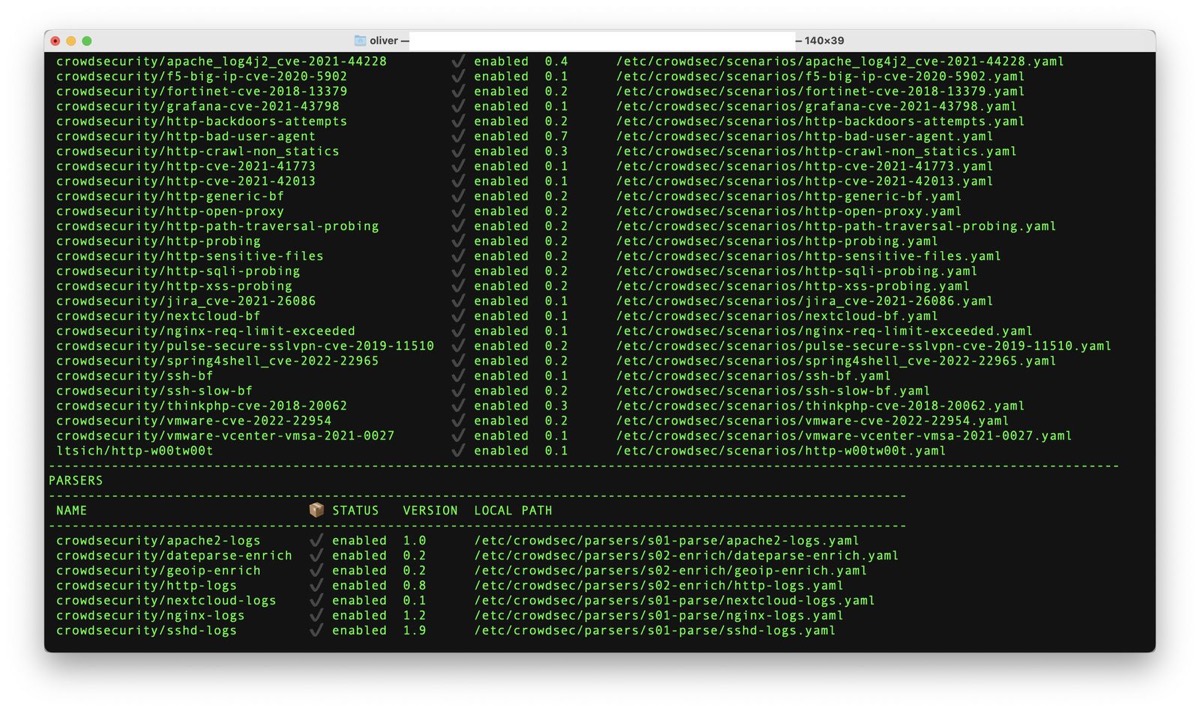 oliver — — 140×39
crowdsecurity/apache_log4j2_cve-2021-44228 ✔ enabled 0.4 /etc/crowdsec/scenarios/apache_log4j2_cve-2021-44228.yaml
crowdsecurity/f5-big-ip-cve-2020-5902 ✔ enabled 0.1 /etc/crowdsec/scenarios/f5-big-ip-cve-2020-5902.yaml
crowdsecurity/fortinet-cve-2018-13379 ✔ enabled 0.2 /etc/crowdsec/scenarios/fortinet-cve-2018-13379.yaml
crowdsecurity/grafana-cve-2021-43798 ✔ enabled 0.1 /etc/crowdsec/scenarios/grafana-cve-2021-43798.yaml
crowdsecurity/http-backdoors-attempts ✔ enabled 0.2 /etc/crowdsec/scenarios/http-backdoors-attempts.yaml
crowdsecurity/http-bad-user-agent ✔ enabled 0.7 /etc/crowdsec/scenarios/http-bad-user-agent.yaml
crowdsecurity/http-crawl-non_statics ✔ enabled 0.3 /etc/crowdsec/scenarios/http-crawl-non_statics.yaml
crowdsecurity/http-cve-2021-41773 ✔ enabled 0.1 /etc/crowdsec/scenarios/http-cve-2021-41773.yaml
crowdsecurity/http-cve-2021-42013 ✔ enabled 0.1 /etc/crowdsec/scenarios/http-cve-2021-42013.yaml
crowdsecurity/http-generic-bf ✔ enabled 0.2 /etc/crowdsec/scenarios/http-generic-bf.yaml
crowdsecurity/http-open-proxy ✔ enabled 0.2 /etc/crowdsec/scenarios/http-open-proxy.yaml
crowdsecurity/http-path-traversal-probing ✔ enabled 0.2 /etc/crowdsec/scenarios/http-path-traversal-probing.yaml
crowdsecurity/http-probing ✔ enabled 0.2 /etc/crowdsec/scenarios/http-probing.yaml
crowdsecurity/http-sensitive-files ✔ enabled 0.2 /etc/crowdsec/scenarios/http-sensitive-files.yaml
crowdsecurity/http-sqli-probing ✔ enabled 0.2 /etc/crowdsec/scenarios/http-sqli-probing.yaml
crowdsecurity/http-xss-probing ✔ enabled 0.2 /etc/crowdsec/scenarios/http-xss-probing.yaml
crowdsecurity/jira_cve-2021-26086 ✔ enabled 0.1 /etc/crowdsec/scenarios/jira_cve-2021-26086.yaml
crowdsecurity/nextcloud-bf ✔ enabled 0.1 /etc/crowdsec/scenarios/nextcloud-bf.yaml
crowdsecurity/nginx-req-limit-exceeded ✔ enabled 0.1 /etc/crowdsec/scenarios/nginx-req-limit-exceeded.yaml
crowdsecurity/pulse-secure-sslvpn-cve-2019-11510 ✔ enabled 0.2 /etc/crowdsec/scenarios/pulse-secure-sslvpn-cve-2019-11510.yaml
crowdsecurity/spring4shell_cve-2022-22965 ✔ enabled 0.2 /etc/crowdsec/scenarios/spring4shell_cve-2022-22965.yaml
crowdsecurity/ssh-bf ✔ enabled 0.1 /etc/crowdsec/scenarios/ssh-bf.yaml
crowdsecurity/ssh-slow-bf ✔ enabled 0.2 /etc/crowdsec/scenarios/ssh-slow-bf.yaml
crowdsecurity/thinkphp-cve-2018-20062 ✔ enabled 0.3 /etc/crowdsec/scenarios/thinkphp-cve-2018-20062.yaml
crowdsecurity/vmware-cve-2022-22954 ✔ enabled 0.2 /etc/crowdsec/scenarios/vmware-cve-2022-22954.yaml
crowdsecurity/vmware-vcenter-vmsa-2021-0027 ✔ enabled 0.1 /etc/crowdsec/scenarios/vmware-vcenter-vmsa-2021-0027.yaml
ltsich/http-w00tw00t ✔ enabled 0.1 /etc/crowdsec/scenarios/http-w00tw00t.yaml
PARSERS
NAME 📦 STATUS VERSION LOCAL PATH
crowdsecurity/apache2-logs ✔ enabled 1.0 /etc/crowdsec/parsers/s01-parse/apache2-logs.yaml
crowdsecurity/dateparse-enrich ✔ enabled 0.2 /etc/crowdsec/parsers/s02-enrich/dateparse-enrich.yaml
crowdsecurity/geoip-enrich ✔ enabled 0.2 /etc/crowdsec/parsers/s02-enrich/geoip-enrich.yaml
crowdsecurity/http-logs ✔ enabled 0.8 /etc/crowdsec/parsers/s02-enrich/http-logs.yaml
crowdsecurity/nextcloud-logs ✔ enabled 0.1 /etc/crowdsec/parsers/s01-parse/nextcloud-logs.yaml
crowdsecurity/nginx-logs ✔ enabled 1.2 /etc/crowdsec/parsers/s01-parse/nginx-logs.yaml
crowdsecurity/sshd-logs ✔ enabled 1.9 /etc/crowdsec/parsers/s01-parse/sshd-logs.yaml